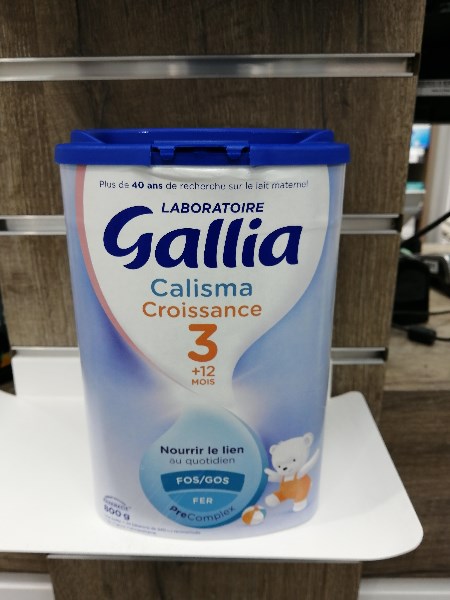 Plus de 40 ans de recherche sur le lait maternel
LABORATOIRE
Gallia
Calisma
Croissance
3
+12
MOIS
Nourrir le lien
au quotidien
FOS/GOS
FER
PreComplex
800 g